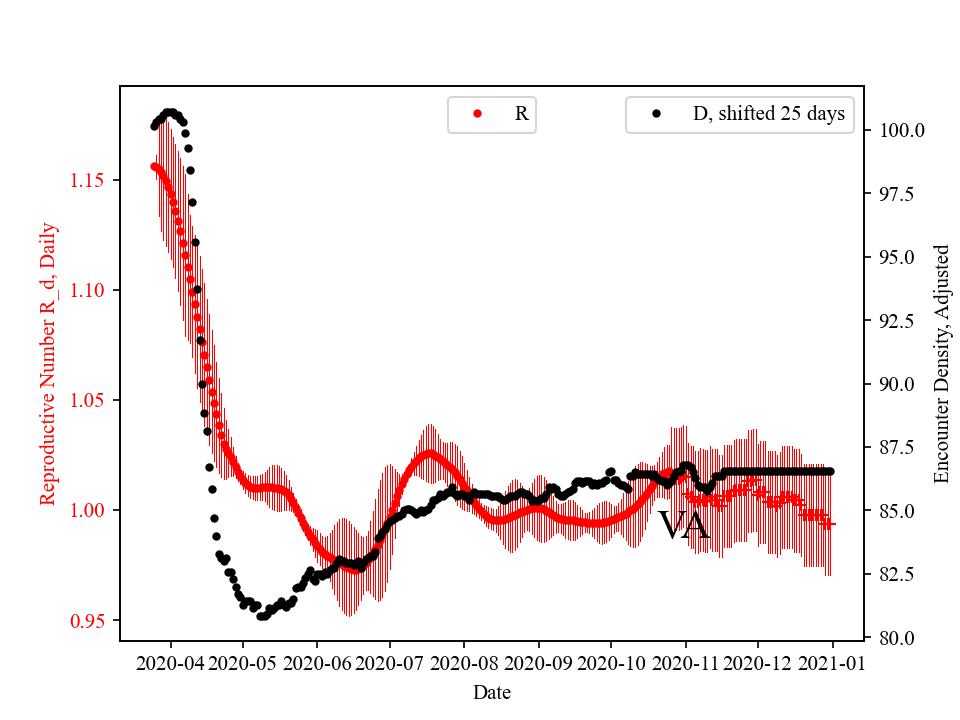 R
D, shifted 25 days
Reproductive Number R_d, Daily
1.15
1.10
1.05
1.00
0.95
100.0
97.5
95.0
92.5
90.0
87.5
85.0
82.5
80.0
Encounter Density, Adjusted
VA
2020-04 2020-05 2020-06 2020-07 2020-08 2020-09 2020-10 2020-11 2020-12 2021-01
Date